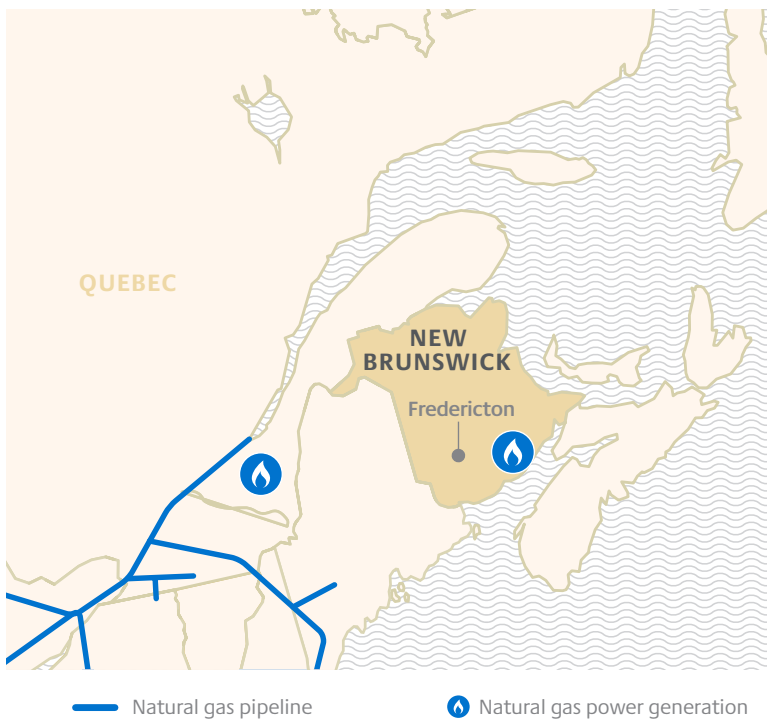 QUEBEC
NEW
BRUNSWICK
Fredericton
Natural gas pipeline
Natural gas power generation